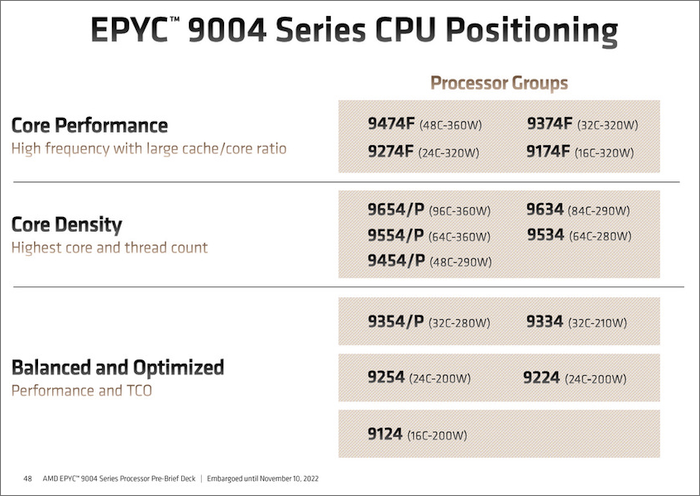 EPYC™ 9004 Series CPU Positioning
Processor Groups
Core Performance
High frequency with large cache/core ratio
9474F (48C-360W) 9374F (32C-320W)
9274F (24C-320W) 9174F (16C-320W)
Core Density
Highest core and thread count
9654/P (96C-360W) 9634 (84C-290W)
9554/P (64C-360W) 9534 (64C-280W)
9454/P (48C-290W)
Balanced and Optimized
Performance and TCO
9354/P (32C-280W) 9334 (32C-210W)
9254 (24C-200W) 9224 (24C-200W)
9124 (16C-200W)
48 AMD EPYC™ 9004 Series Processor Pre-Brief Deck | Embargoed until November 10, 2022